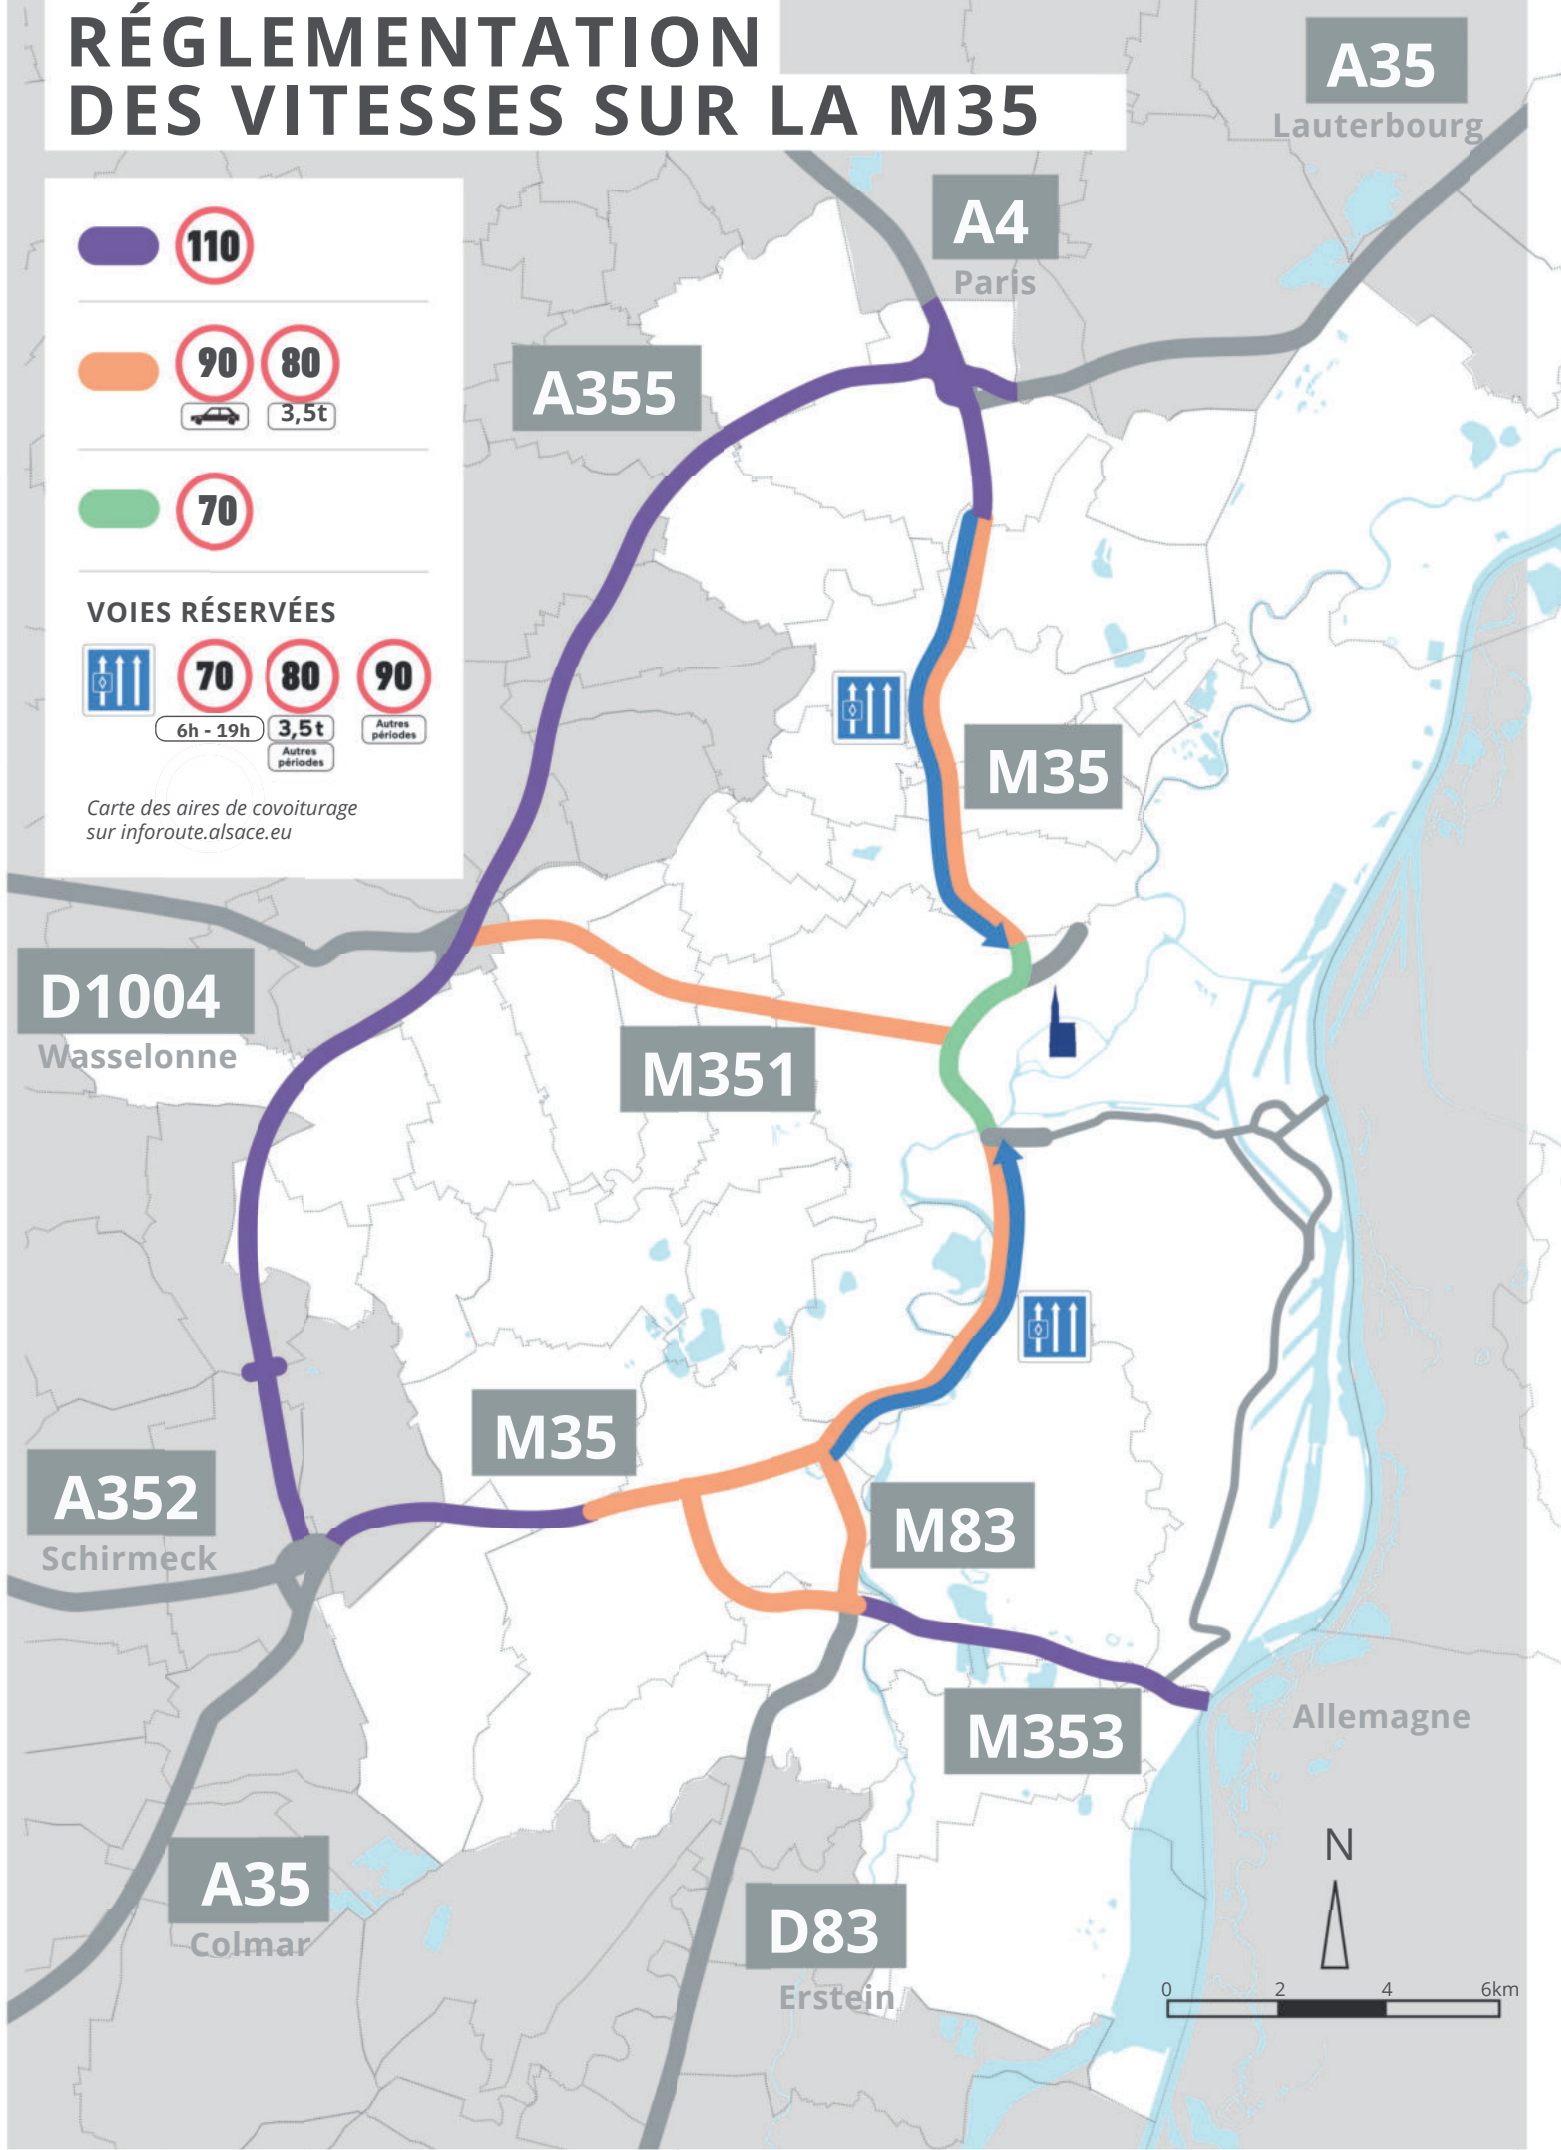 RÉGLEMENTATION
DES VITESSES SUR LA M35
110
90 80
3,5t
70
VOIES RÉSERVÉES
70 80 90
6h - 19h 3,5t Autres
périodes
Autres
périodes
Carte des aires de covoiturage
sur inforoute.alsace.eu
A35
Lauterbourg
A4
Paris
A355
M35
D1004
Wasselonne
M351
M35
A352
Schirmeck
M83
M353
Allemagne
A35
Colmar
D83
Erstein
N
0 2 4 6km